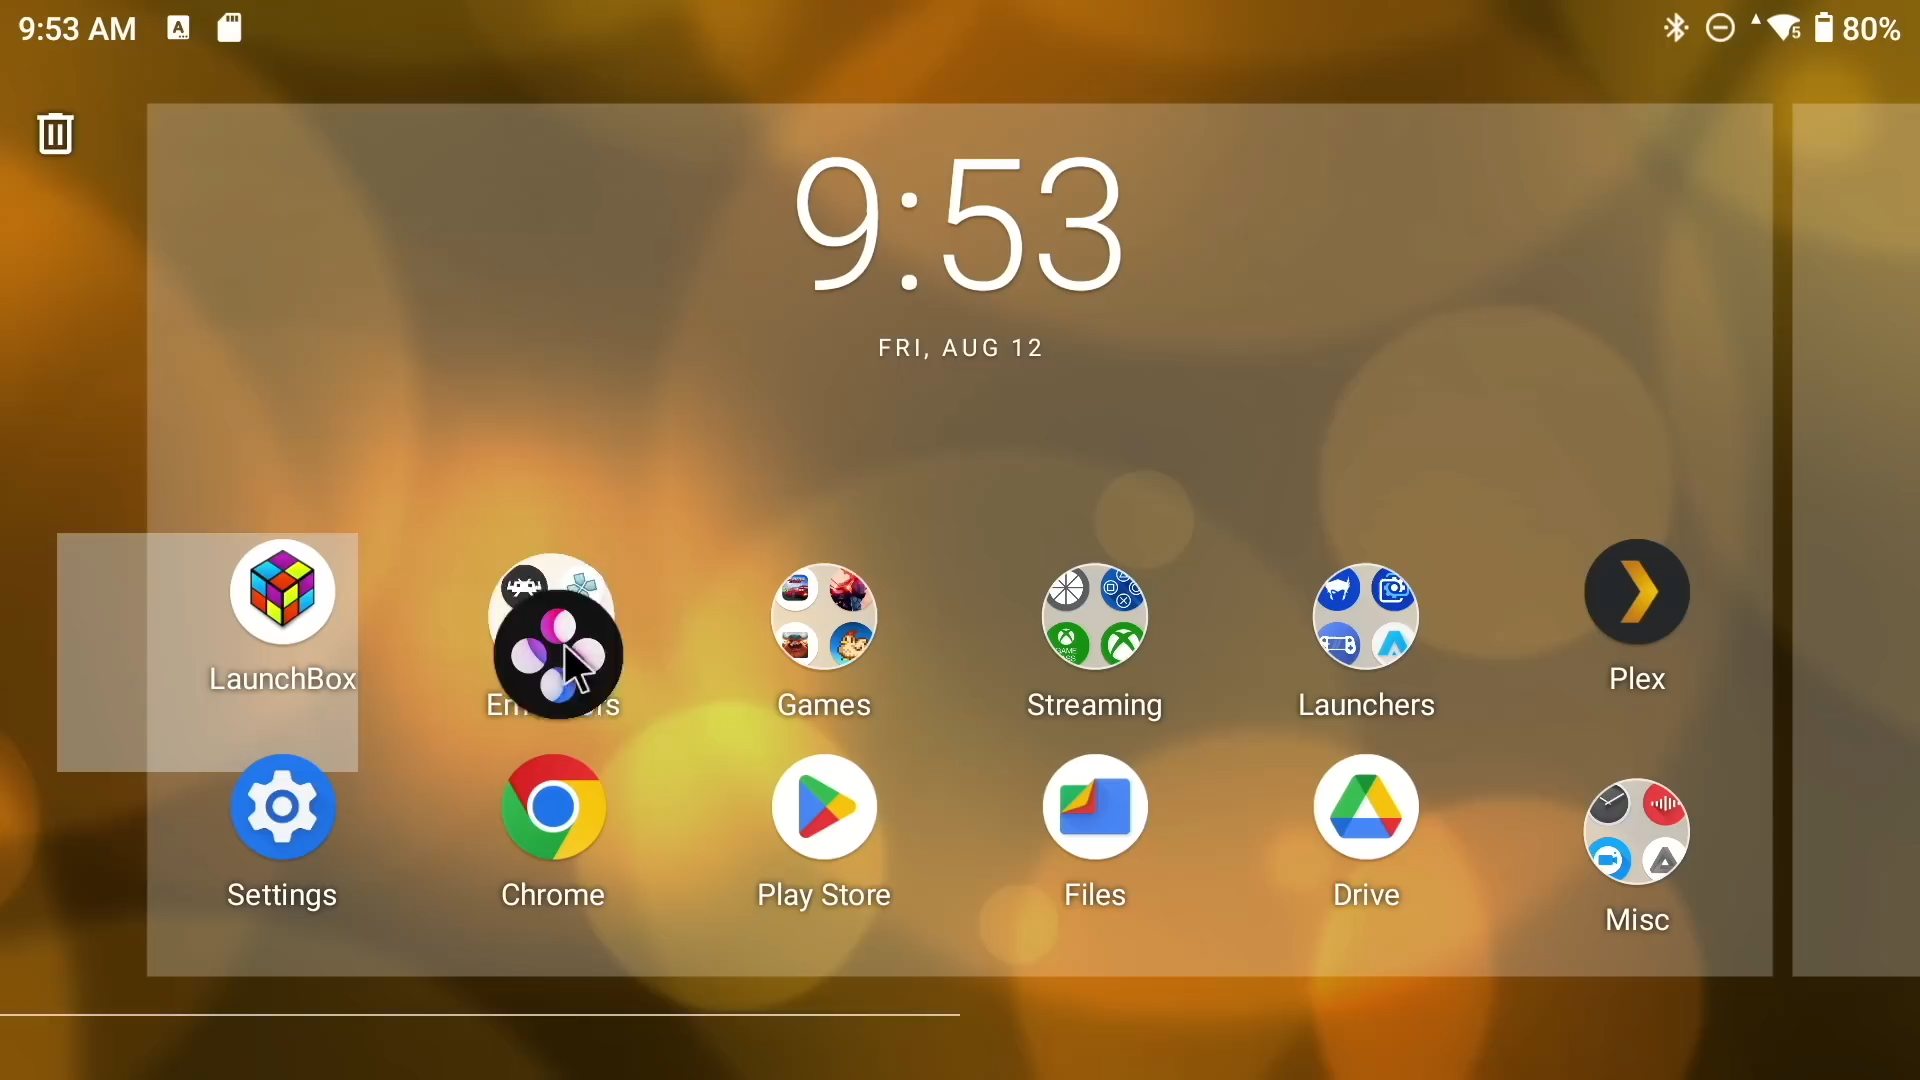 9:53 AM
A
5
80%
9:53
FRI, AUG 12
LaunchBox
Games
Streaming
Launchers
Plex
Settings
Chrome
Play Store
Files
Drive
Misc